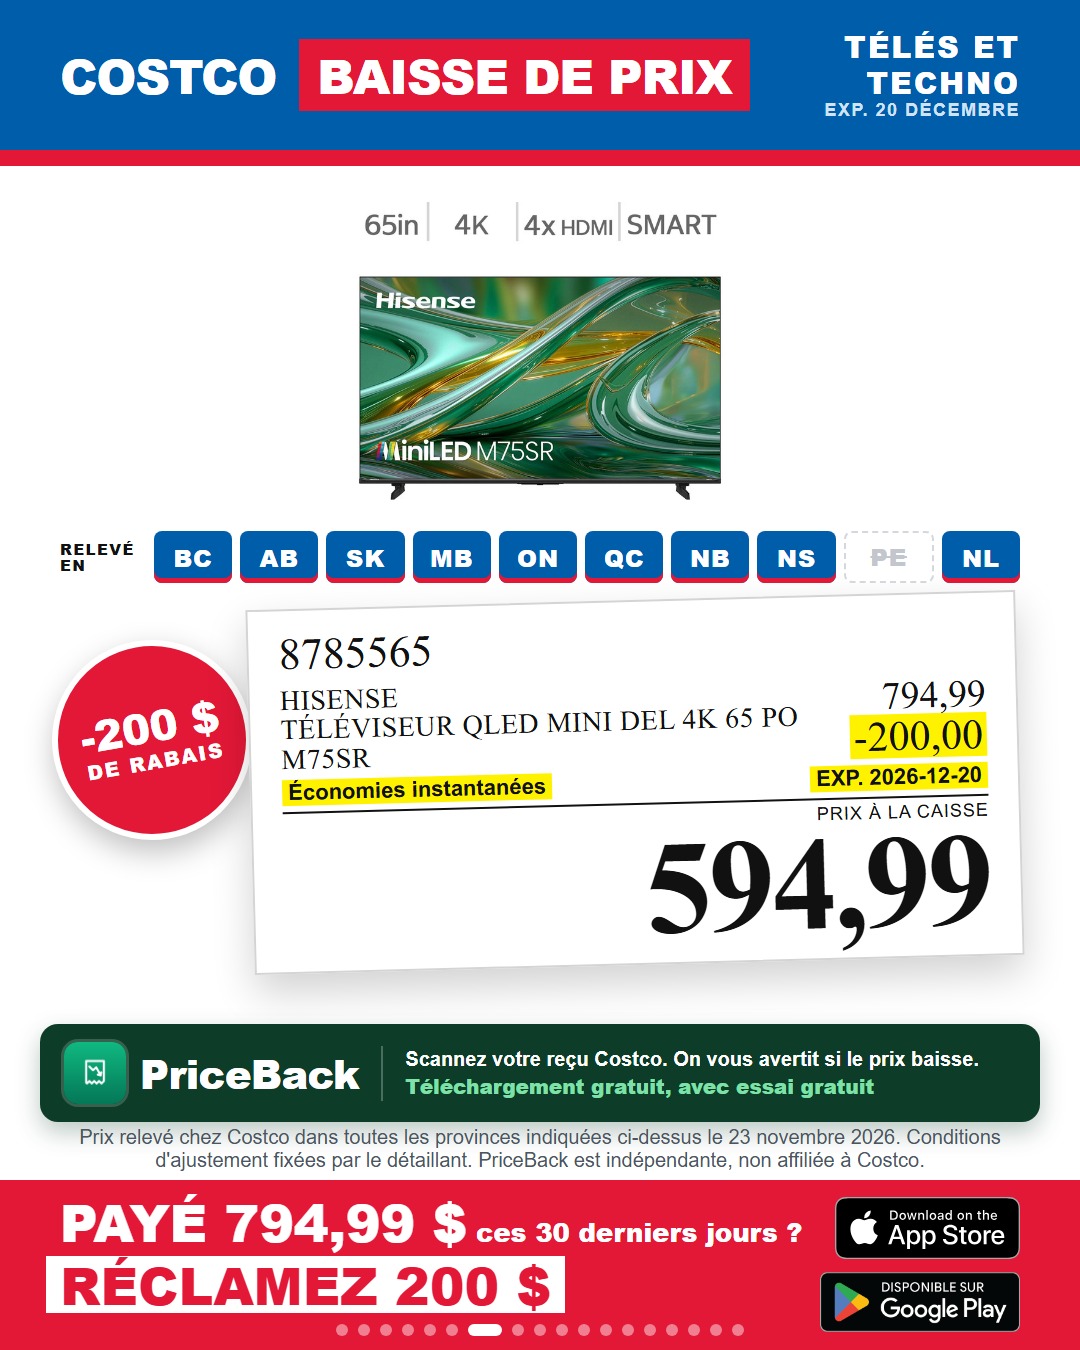 COSTCO BAISSE DE PRIX
TÉLÉS ET
TECHNO
EXP. 20 DÉCEMBRE
65in 4K 4x HDMI SMART
Hisense
MiniLED M75SR
RELEVÉ
EN
BC AB SK MB ON QC NB NS PE NL
-200 $
DE RABAIS
8785565
HISENSE
TÉLÉVISEUR QLED MINI DEL 4K 65 PO
M75SR
Économies instantanées
794,99
-200,00
EXP. 2026-12-20
PRIX À LA CAISSE
594,99
PriceBack
Scannez votre reçu Costco. On vous avertit si le prix baisse.
Téléchargement gratuit, avec essai gratuit
Prix relevé chez Costco dans toutes les provinces indiquées ci-dessus le 23 novembre 2026. Conditions
d'ajustement fixées par le détaillant. PriceBack est indépendante, non affiliée à Costco.
PAYÉ 794,99 $ ces 30 derniers jours ?
RÉCLAMEZ 200 $
Download on the
App Store
DISPONIBLE SUR
Google Play